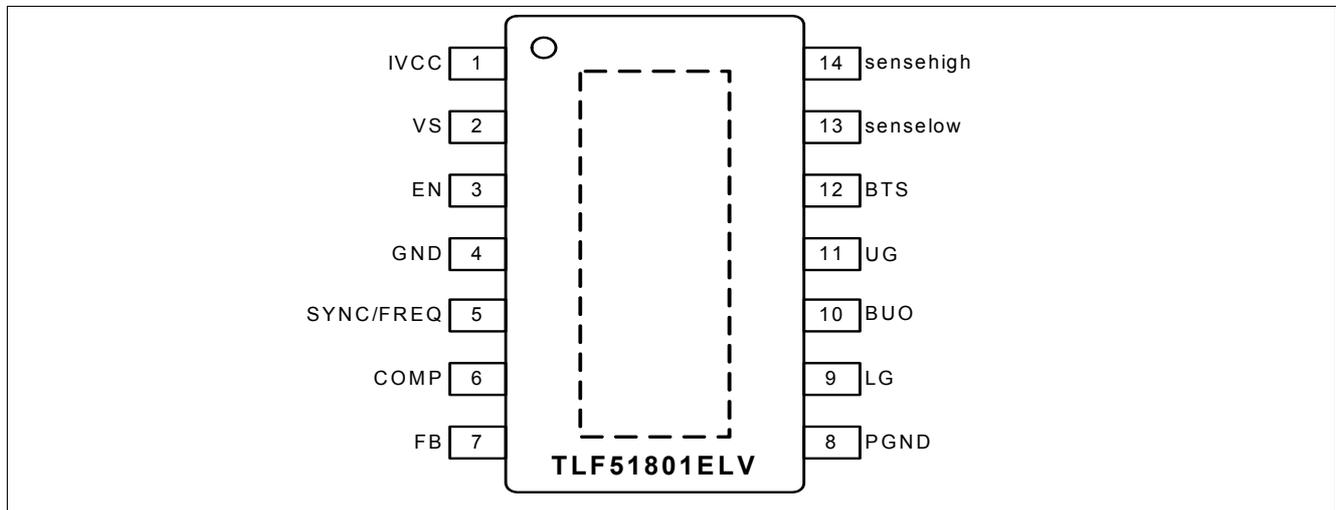 IVCC 1
VS 2
EN 3
GND 4
SYNC/FREQ 5
COMP 6
FB 7
14 sensehigh
13 senselow
12 BTS
11 UG
10 BUO
9 LG
8 PGND
TLF51801ELV